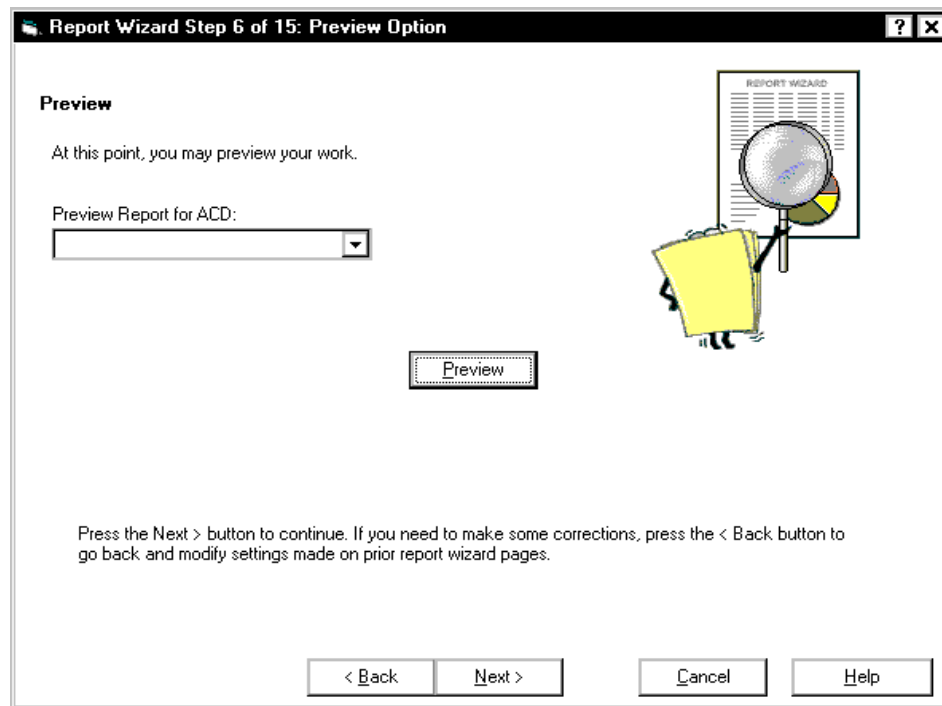 Report Wizard Step 6 of 15: Preview Option
REPORT WIZARD
Preview
At this point, you may preview your work.
Preview Report for ACD:
Preview
Press the Next > button to continue. If you need to make some corrections, press the < Back button to
go back and modify settings made on prior report wizard pages.
< Back Next > Cancel Help